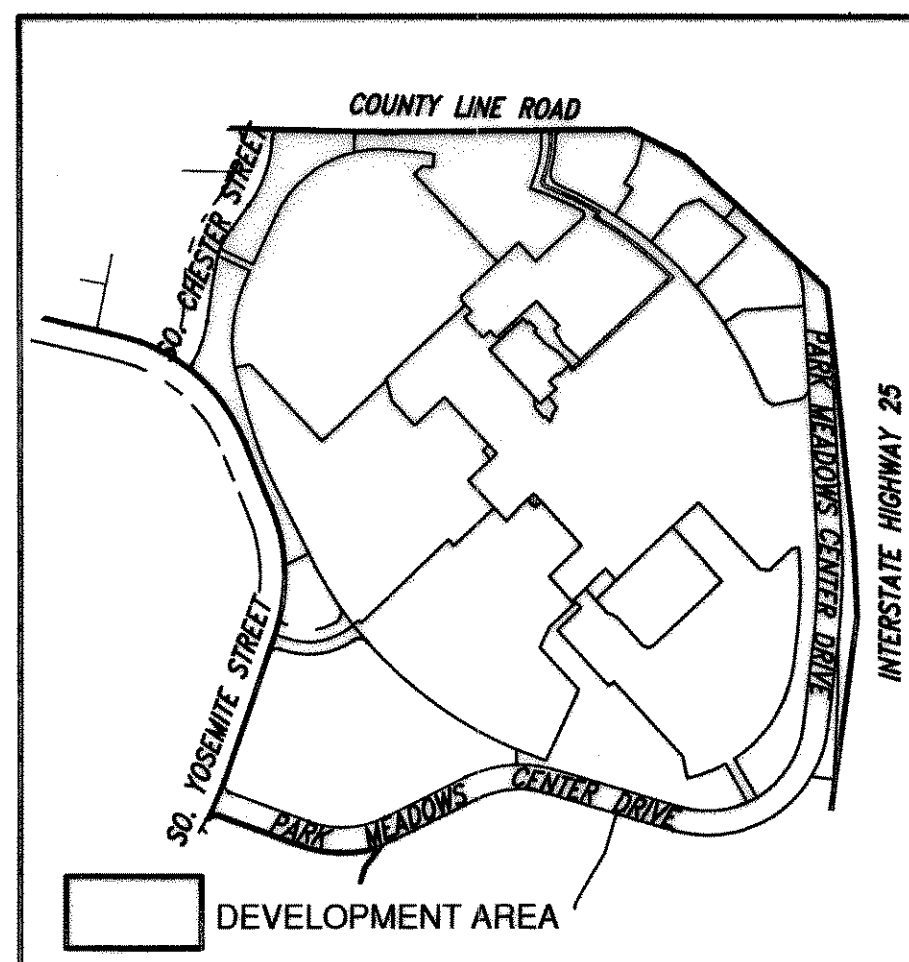 COUNTY LINE ROAD
SO. CHESTER STREET
PARK MEADOWS CENTER DRIVE
INTERSTATE HIGHWAY 25
SO. YOSEMITE STREET
PARK MEADOWS CENTER DRIVE
DEVELOPMENT AREA